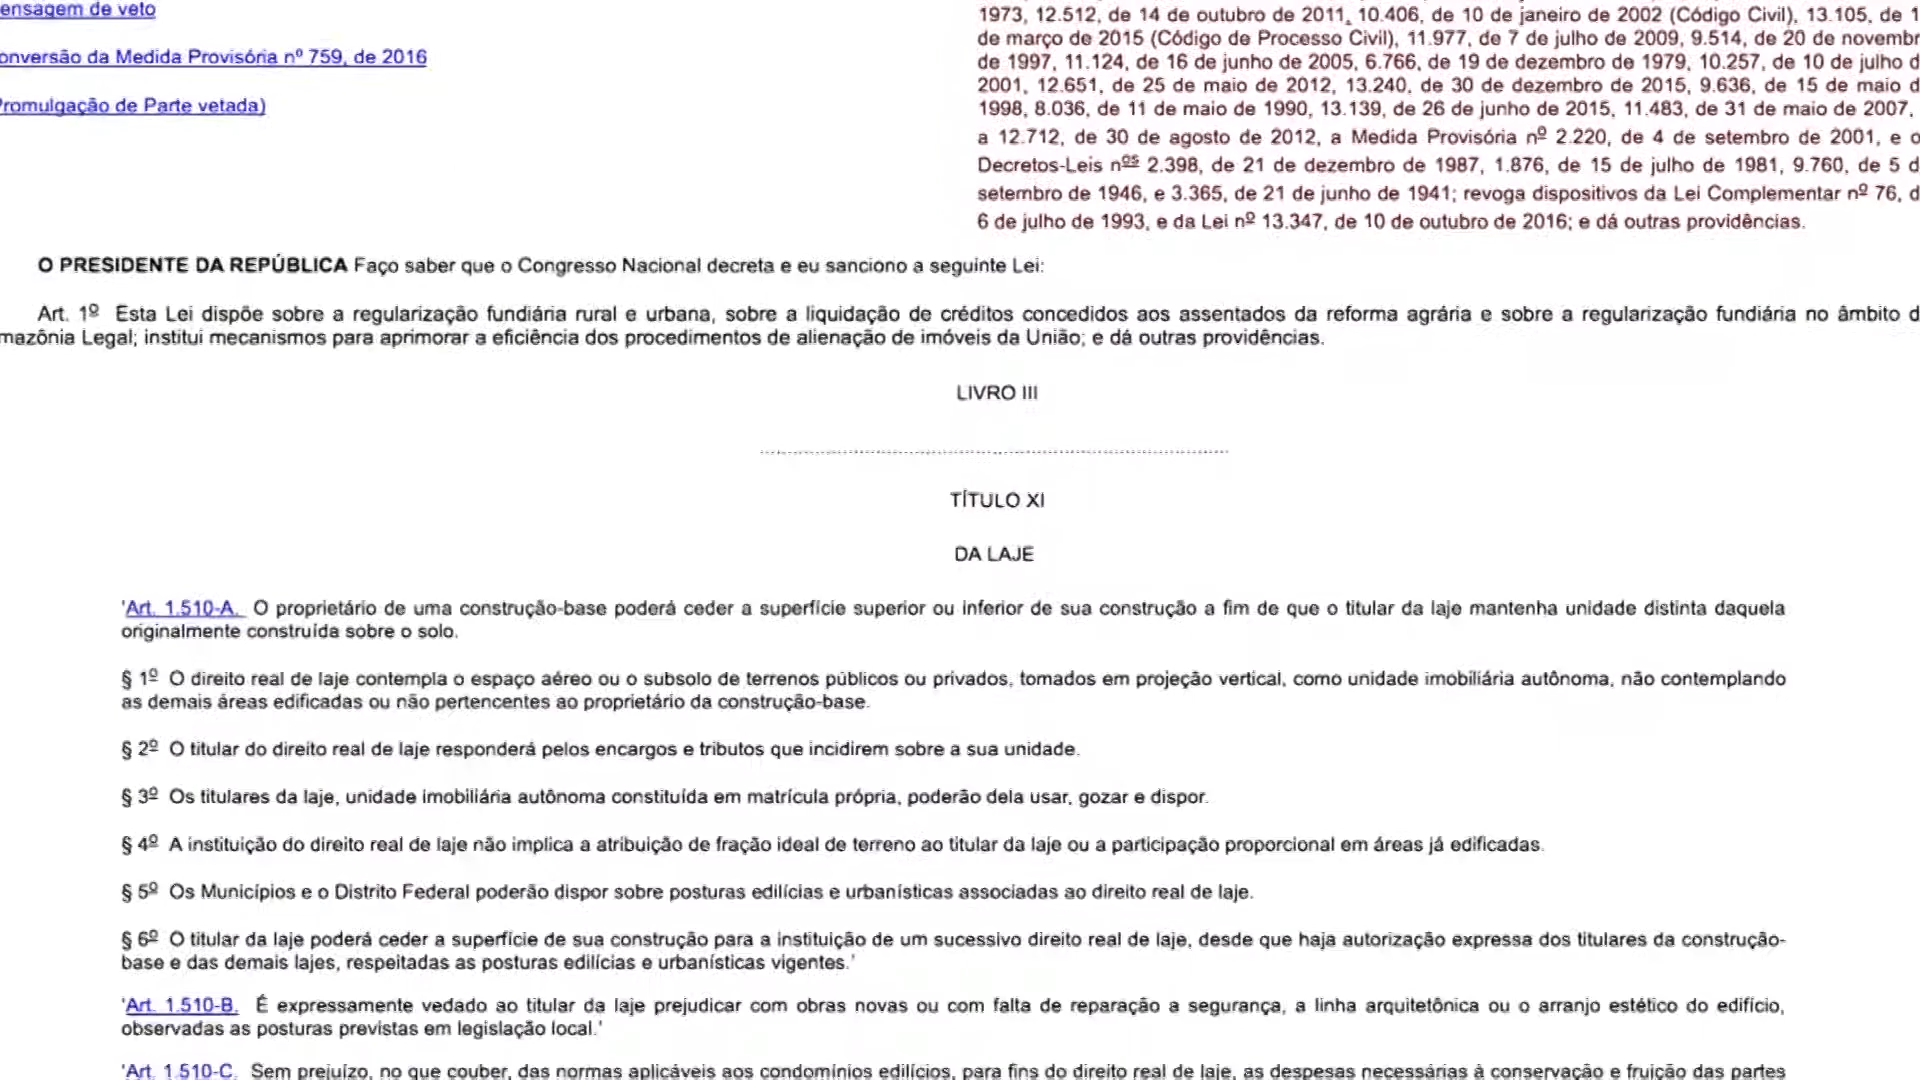 ensagem de veto
onversão da Medida Provisória nº 759, de 2016
Promulgação de Parte vetada)
1973, 12.512, de 14 de outubro de 2011, 10.406, de 10 de janeiro de 2002 (Código Civil), 13.105, de 1
de março de 2015 (Código de Processo Civil), 11.977, de 7 de julho de 2009, 9.514, de 20 de novembr
de 1997, 11.124, de 16 de junho de 2005, 6.766, de 19 de dezembro de 1979, 10.257, de 10 de julho d
2001, 12.651, de 25 de maio de 2012, 13.240, de 30 de dezembro de 2015, 9.636, de 15 de maio d
1998, 8.036, de 11 de maio de 1990, 13.139, de 26 de junho de 2015, 11.483, de 31 de maio de 2007,
a 12.712, de 30 de agosto de 2012, a Medida Provisória nº 2.220, de 4 de setembro de 2001, e o
Decretos-Leis nºs 2.398, de 21 de dezembro de 1987, 1.876, de 15 de julho de 1981, 9.760, de 5 d
setembro de 1946, e 3.365, de 21 de junho de 1941; revoga dispositivos da Lei Complementar nº 76, d
6 de julho de 1993, e da Lei nº 13.347, de 10 de outubro de 2016; e dá outras providências.
O PRESIDENTE DA REPÚBLICA Faço saber que o Congresso Nacional decreta e eu sanciono a seguinte Lei:
Art. 1º Esta Lei dispõe sobre a regularização fundiária rural e urbana, sobre a liquidação de créditos concedidos aos assentados da reforma agrária e sobre a regularização fundiária no âmbito d
mazônia Legal; institui mecanismos para aprimorar a eficiência dos procedimentos de alienação de imóveis da União; e dá outras providências.
LIVRO III
........................................................................
TÍTULO XI
DA LAJE
'Art. 1.510-A. O proprietário de uma construção-base poderá ceder a superfície superior ou inferior de sua construção a fim de que o titular da laje mantenha unidade distinta daquela
originalmente construída sobre o solo.
§ 1º O direito real de laje contempla o espaço aéreo ou o subsolo de terrenos públicos ou privados, tomados em projeção vertical, como unidade imobiliária autônoma, não contemplando
as demais áreas edificadas ou não pertencentes ao proprietário da construção-base.
§ 2º O titular do direito real de laje responderá pelos encargos e tributos que incidirem sobre a sua unidade.
§ 3º Os titulares da laje, unidade imobiliária autônoma constituída em matrícula própria, poderão dela usar, gozar e dispor.
§ 4º A instituição do direito real de laje não implica a atribuição de fração ideal de terreno ao titular da laje ou a participação proporcional em áreas já edificadas.
§ 5º Os Municípios e o Distrito Federal poderão dispor sobre posturas edilícias e urbanísticas associadas ao direito real de laje.
§ 6º O titular da laje poderá ceder a superfície de sua construção para a instituição de um sucessivo direito real de laje, desde que haja autorização expressa dos titulares da construção-
base e das demais lajes, respeitadas as posturas edilícias e urbanísticas vigentes.'
'Art. 1.510-B. É expressamente vedado ao titular da laje prejudicar com obras novas ou com falta de reparação a segurança, a linha arquitetônica ou o arranjo estético do edifício,
observadas as posturas previstas em legislação local.'
'Art. 1.510-C. Sem prejuízo, no que couber, das normas aplicáveis aos condomínios edilícios, para fins do direito real de laje, as despesas necessárias à conservação e fruição das partes